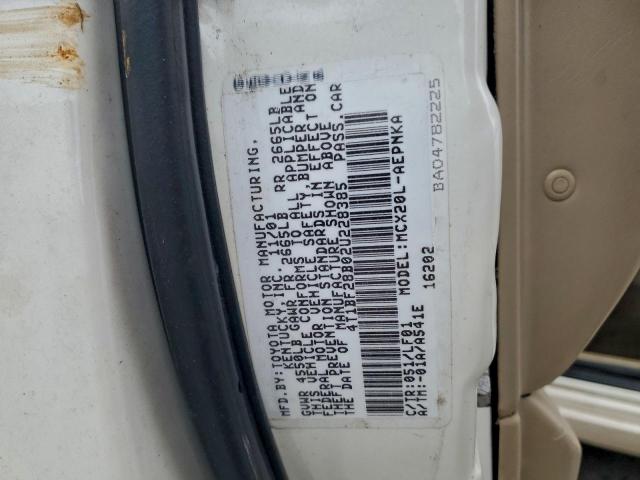 MFD.BY:TOYOTA MOTOR MANUFACTURING,
KENTUCKY,INC. 11/01
GVWR 4550LB GAWR FR 2665LB RR 2665LB
THIS VEHICLE CONFORMS TO ALL APPLICABLE
FEDERAL MOTOR VEHICLE SAFETY, BUMPER AND
THEFT PREVENTION STANDARDS IN EFFECT ON
THE DATE OF MANUFACTURE SHOWN ABOVE
4T1BF28B02U228385 PASS.CAR
MODEL:MCX20L-AEPNKA
C/TR:051/LF01 16202
A/TM:-01A/A541E
BA047B2225